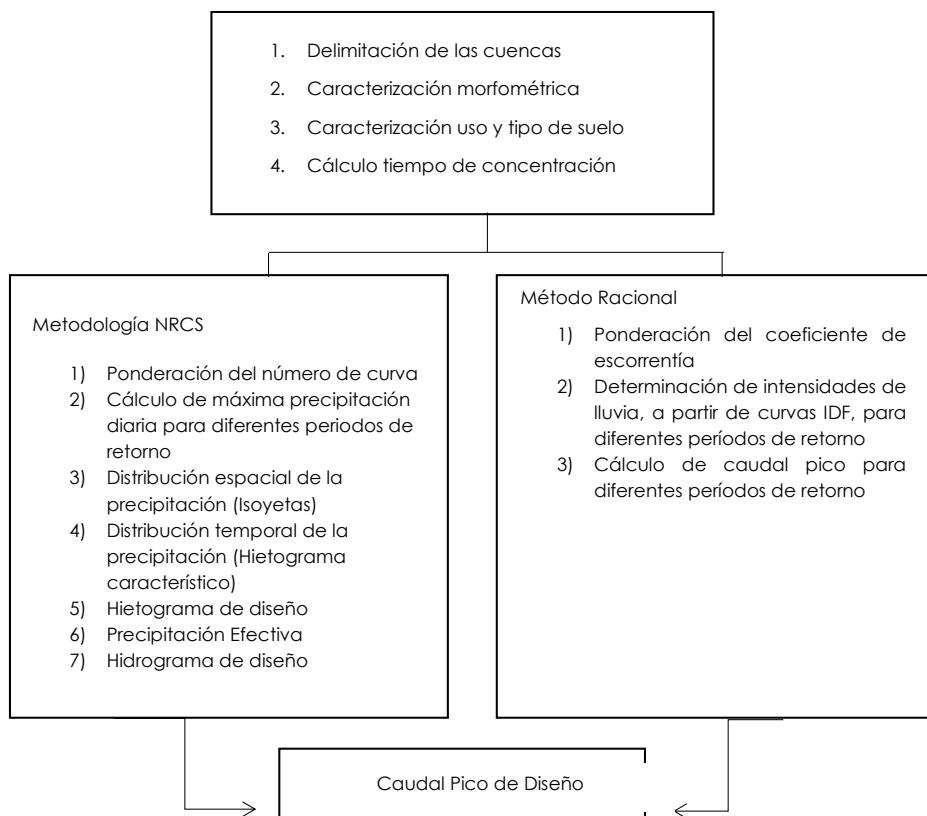 1. Delimitación de las cuencas
2. Caracterización morfométrica
3. Caracterización uso y tipo de suelo
4. Cálculo tiempo de concentración
Metodología NRCS
1) Ponderación del número de curva
2) Cálculo de máxima precipitación
diaria para diferentes periodos de
retorno
3) Distribución espacial de la
precipitación (Isoyetas)
4) Distribución temporal de la
precipitación (Hietograma
característico)
5) Hietograma de diseño
6) Precipitación Efectiva
7) Hidrograma de diseño
Método Racional
1) Ponderación del coeficiente de
escorrentía
2) Determinación de intensidades de
lluvia, a partir de curvas IDF, para
diferentes períodos de retorno
3) Cálculo de caudal pico para
diferentes períodos de retorno
Caudal Pico de Diseño